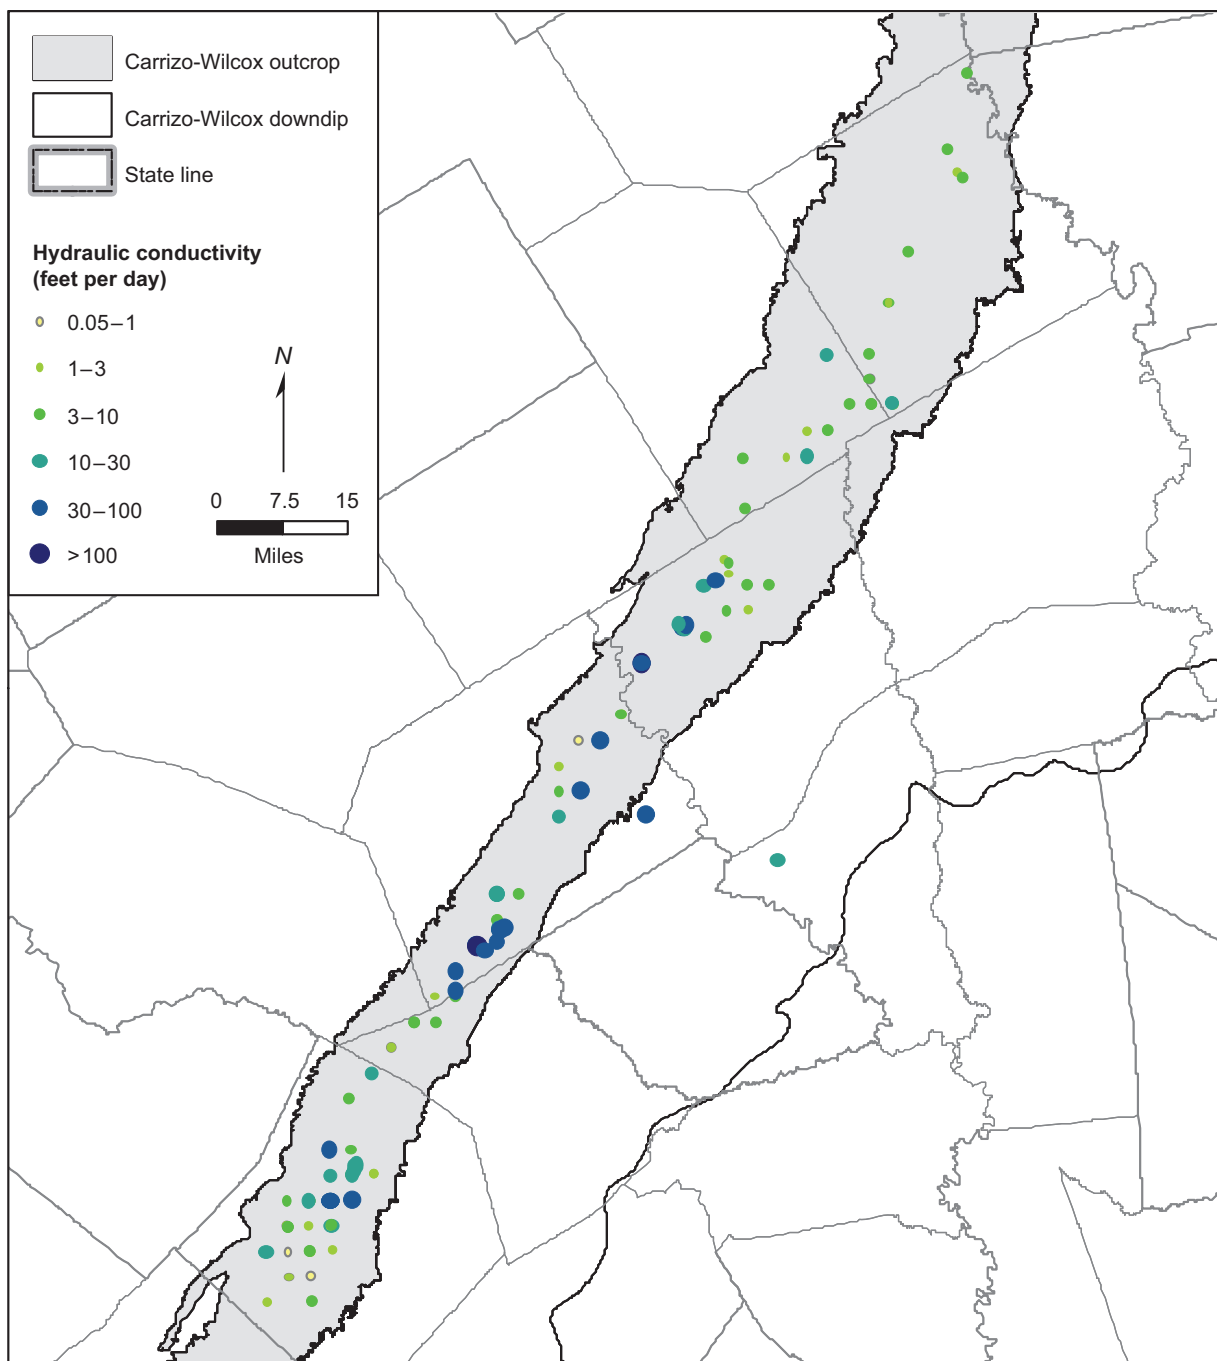 Carrizo-Wilcox outcrop
Carrizo-Wilcox downdip
State line
Hydraulic conductivity
(feet per day)
0.05–1
1–3
3–10
10–30
30–100
>100
N
0 7.5 15
Miles